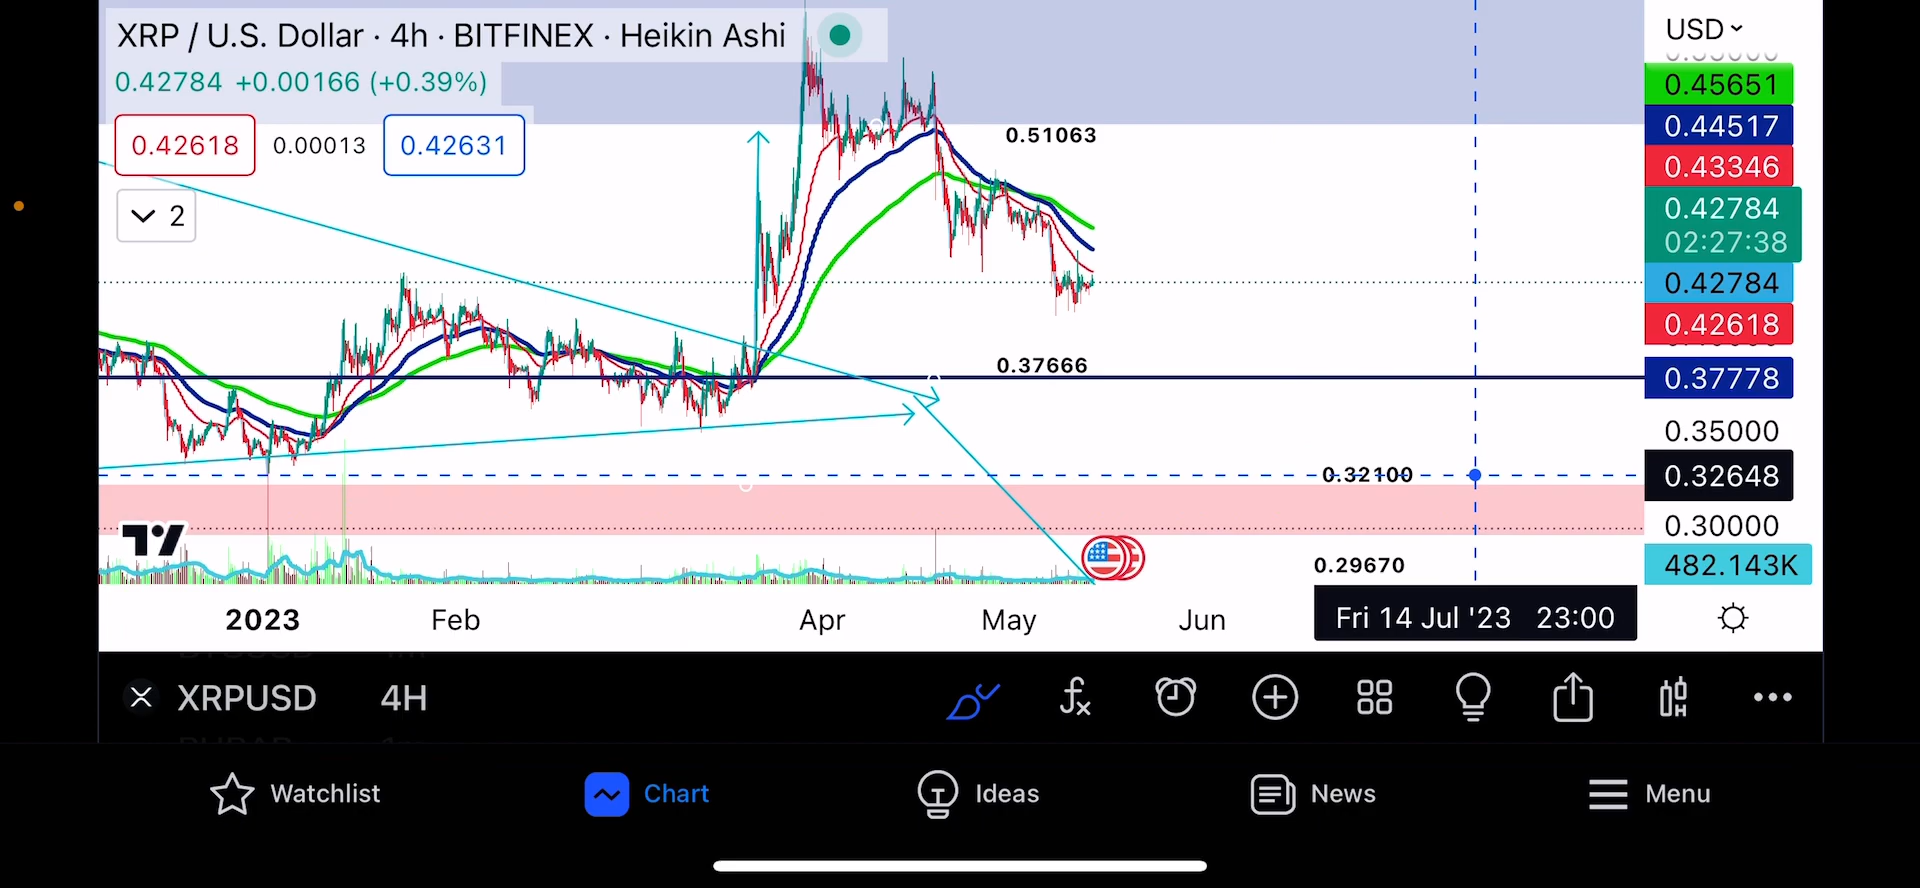 XRP / U.S. Dollar · 4h · BITFINEX · Heikin Ashi
USD
0.42784 +0.00166 (+0.39%)
0.45651
0.42618 0.00013 0.42631
0.51063
0.44517
0.43346
2
0.42784
02:27:38
0.42784
0.42618
0.37666
0.37778
0.35000
0.32100
0.32648
0.30000
0.29670
482.143K
2023 Feb Apr May Jun Fri 14 Jul '23 23:00
XRPUSD 4H
Watchlist Chart Ideas News Menu